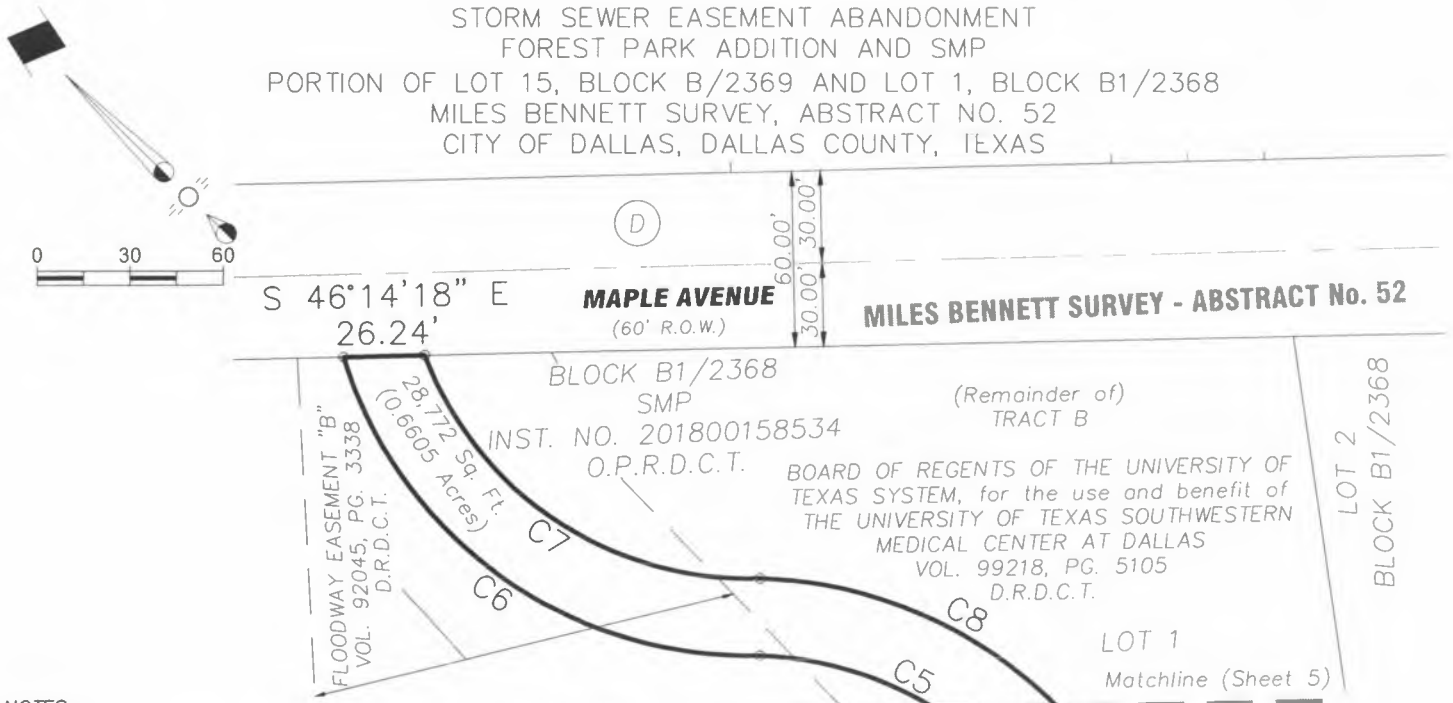 STORM SEWER EASEMENT ABANDONMENT
FOREST PARK ADDITION AND SMP
PORTION OF LOT 15, BLOCK B/2369 AND LOT 1, BLOCK B1/2368
MILES BENNETT SURVEY, ABSTRACT NO. 52
CITY OF DALLAS, DALLAS COUNTY, TEXAS
0 30 60
D
60.00'
30.00'
30.00'
S 46°14'18" E
26.24'
MAPLE AVENUE
(60' R.O.W.)
MILES BENNETT SURVEY - ABSTRACT No. 52
FLOODWAY EASEMENT "B"
VOL. 92045, PG. 3338
D.R.D.C.T.
28,772 Sq. Ft.
(0.6605 Acres)
BLOCK B1/2368
SMP
INST. NO. 201800158534
O.P.R.D.C.T.
(Remainder of)
TRACT B
BOARD OF REGENTS OF THE UNIVERSITY OF
TEXAS SYSTEM, for the use and benefit of
THE UNIVERSITY OF TEXAS SOUTHWESTERN
MEDICAL CENTER AT DALLAS
VOL. 99218, PG. 5105
D.R.D.C.T.
LOT 2
BLOCK B1/2368
C7
C6
C8
C5
LOT 1
Matchline (Sheet 5)